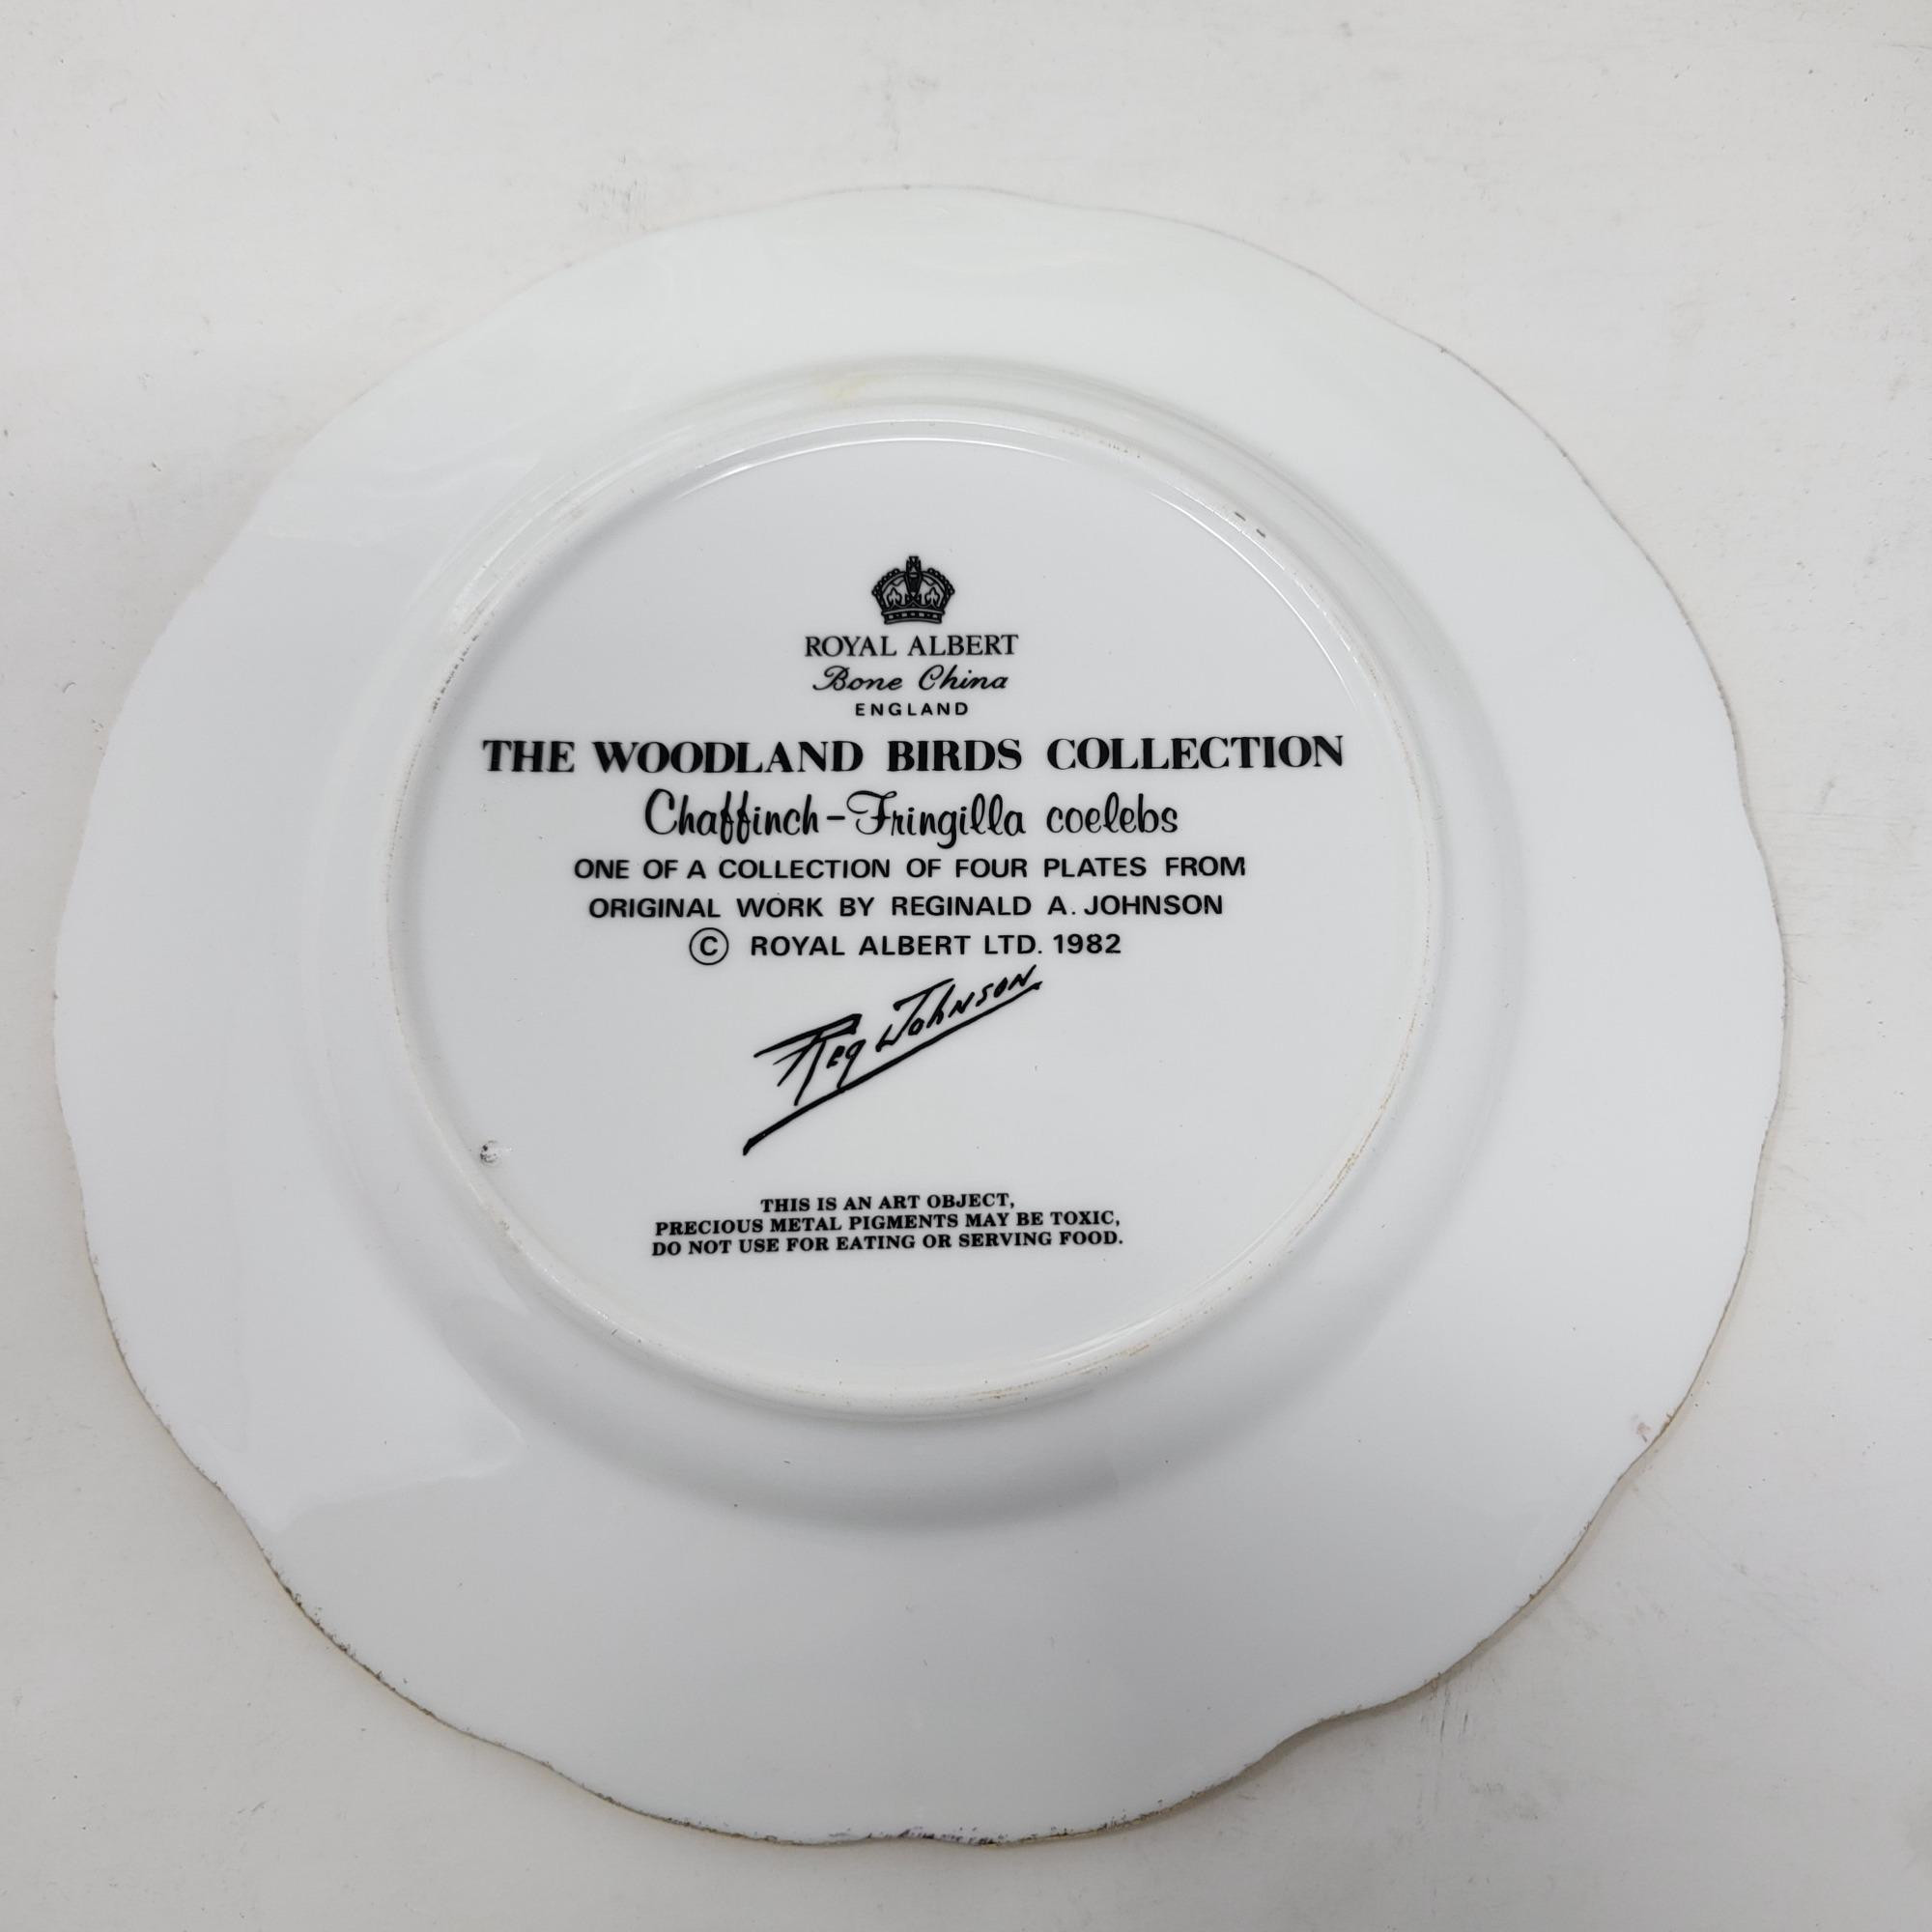 ROYAL ALBERT
Bone China
ENGLAND
THE WOODLAND BIRDS COLLECTION
Chaffinch-Fringilla coelebs
ONE OF A COLLECTION OF FOUR PLATES FROM
ORIGINAL WORK BY REGINALD A. JOHNSON
© ROYAL ALBERT LTD. 1982
Reg Johnson
THIS IS AN ART OBJECT,
PRECIOUS METAL PIGMENTS MAY BE TOXIC,
DO NOT USE FOR EATING OR SERVING FOOD.